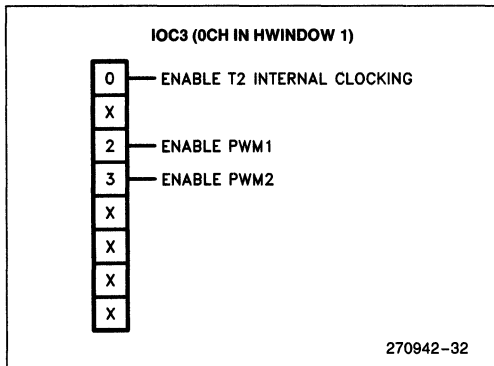 IOC3 (0CH IN HWINDOW 1)
0 ENABLE T2 INTERNAL CLOCKING
X
2 ENABLE PWM1
3 ENABLE PWM2
X
X
X
X
270942-32